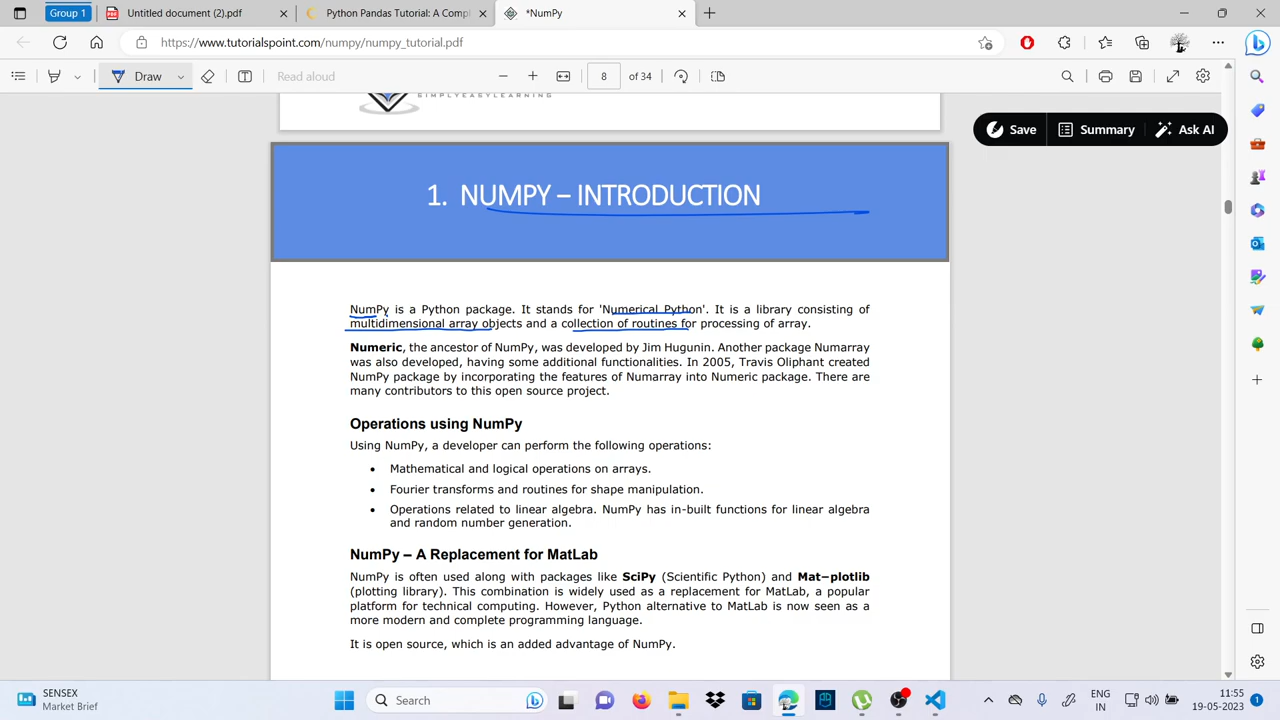 Group 1
Untitled document (2).pdf
Python Pandas Tutorial: A Compl
*NumPy
https://www.tutorialspoint.com/numpy/numpy_tutorial.pdf
Draw
Read aloud
8 of 34
SIMPLYEASYLEARNING
Save Summary Ask AI
1. NUMPY – INTRODUCTION
NumPy is a Python package. It stands for 'Numerical Python'. It is a library consisting of
multidimensional array objects and a collection of routines for processing of array.
Numeric, the ancestor of NumPy, was developed by Jim Hugunin. Another package Numarray
was also developed, having some additional functionalities. In 2005, Travis Oliphant created
NumPy package by incorporating the features of Numarray into Numeric package. There are
many contributors to this open source project.
Operations using NumPy
Using NumPy, a developer can perform the following operations:
• Mathematical and logical operations on arrays.
• Fourier transforms and routines for shape manipulation.
• Operations related to linear algebra. NumPy has in-built functions for linear algebra
and random number generation.
NumPy – A Replacement for MatLab
NumPy is often used along with packages like SciPy (Scientific Python) and Mat–plotlib
(plotting library). This combination is widely used as a replacement for MatLab, a popular
platform for technical computing. However, Python alternative to MatLab is now seen as a
more modern and complete programming language.
It is open source, which is an added advantage of NumPy.
SENSEX
Market Brief
Search
ENG
IN
11:55
19-05-2023
1